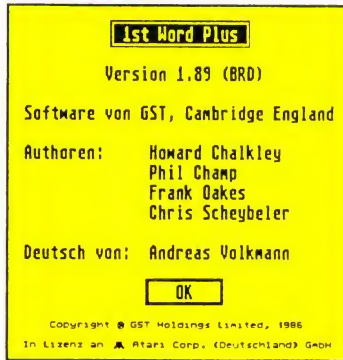 1st Word Plus
Version 1.89 (BRD)
Software von GST, Cambridge England
Authoren: Howard Chalkley
Phil Champ
Frank Oakes
Chris Scheybeler
Deutsch von: Andreas Volkmann
OK
Copyright @ GST Holdings Limited, 1986
In Lizenz an Atari Corp. (Deutschland) GmbH